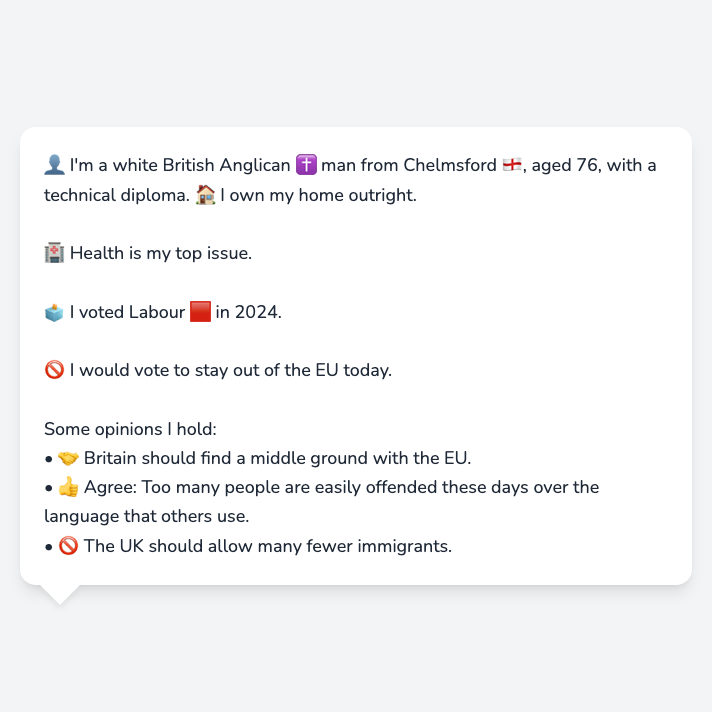 👤 I'm a white British Anglican ✝️ man from Chelmsford 🏴󠁧󠁢󠁥󠁮󠁧󠁿, aged 76, with a
technical diploma. 🏠 I own my home outright.
🏥 Health is my top issue.
🗳️ I voted Labour 🟥 in 2024.
🚫 I would vote to stay out of the EU today.
Some opinions I hold:
• 🤝 Britain should find a middle ground with the EU.
• 👍 Agree: Too many people are easily offended these days over the
language that others use.
• 🚫 The UK should allow many fewer immigrants.